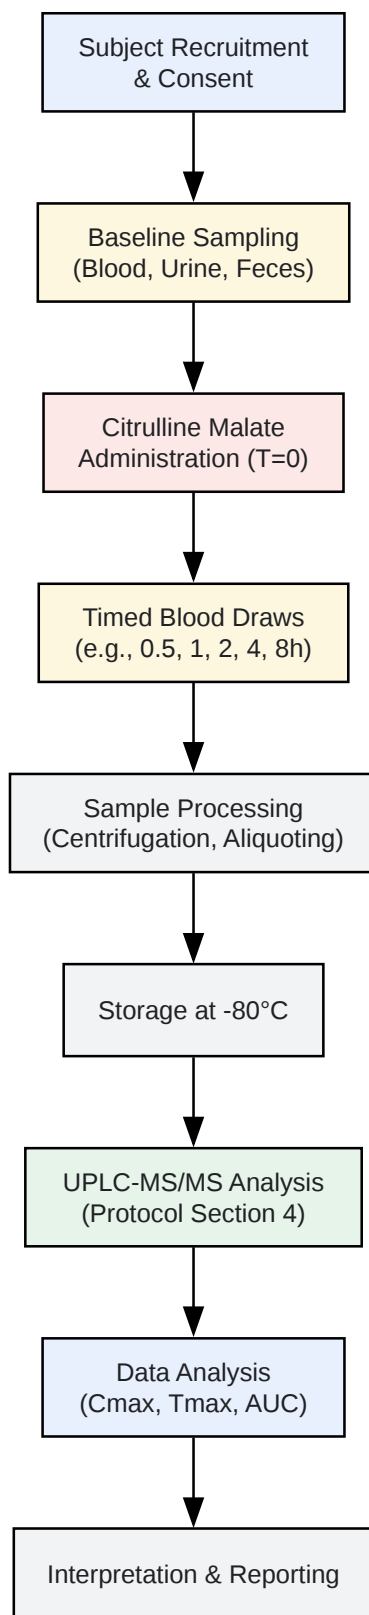 Subject Recruitment
& Consent
Baseline Sampling
(Blood, Urine, Feces)
Citrulline Malate
Administration (T=0)
Timed Blood Draws
(e.g., 0.5, 1, 2, 4, 8h)
Sample Processing
(Centrifugation, Aliquoting)
Storage at -80°C
UPLC-MS/MS Analysis
(Protocol Section 4)
Data Analysis
(Cmax, Tmax, AUC)
Interpretation & Reporting